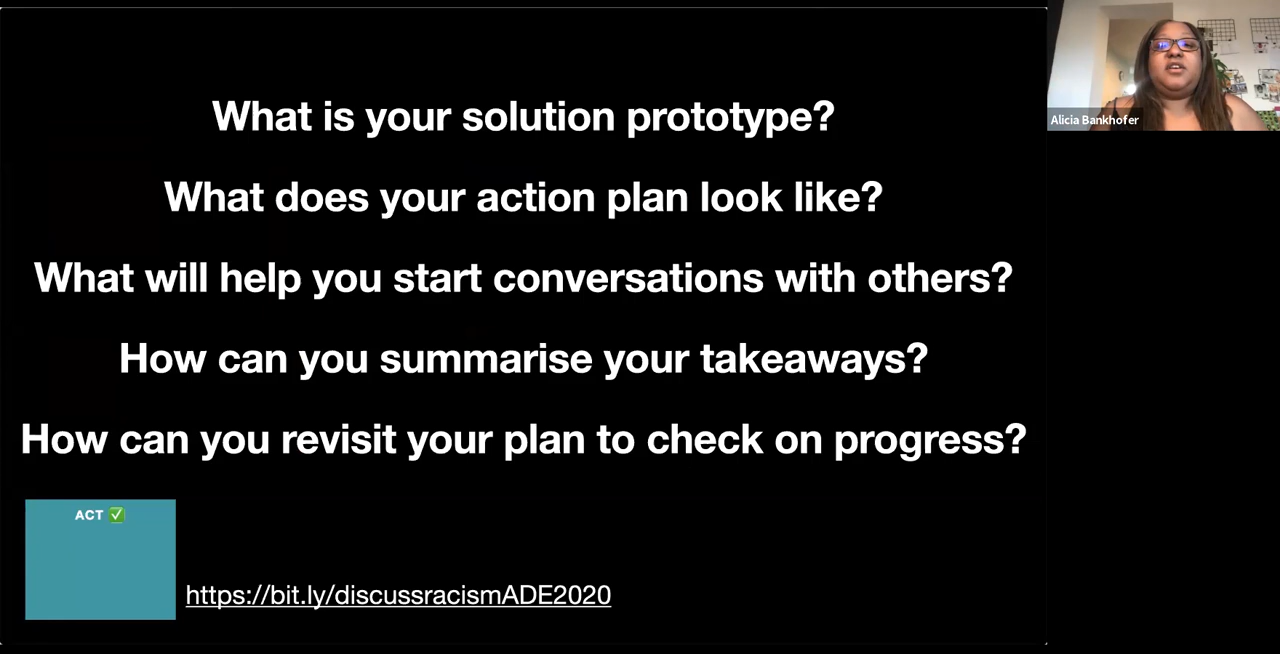 What is your solution prototype?
What does your action plan look like?
What will help you start conversations with others?
How can you summarise your takeaways?
How can you revisit your plan to check on progress?
ACT ✅
https://bit.ly/discussracismADE2020
Alicia Bankhofer